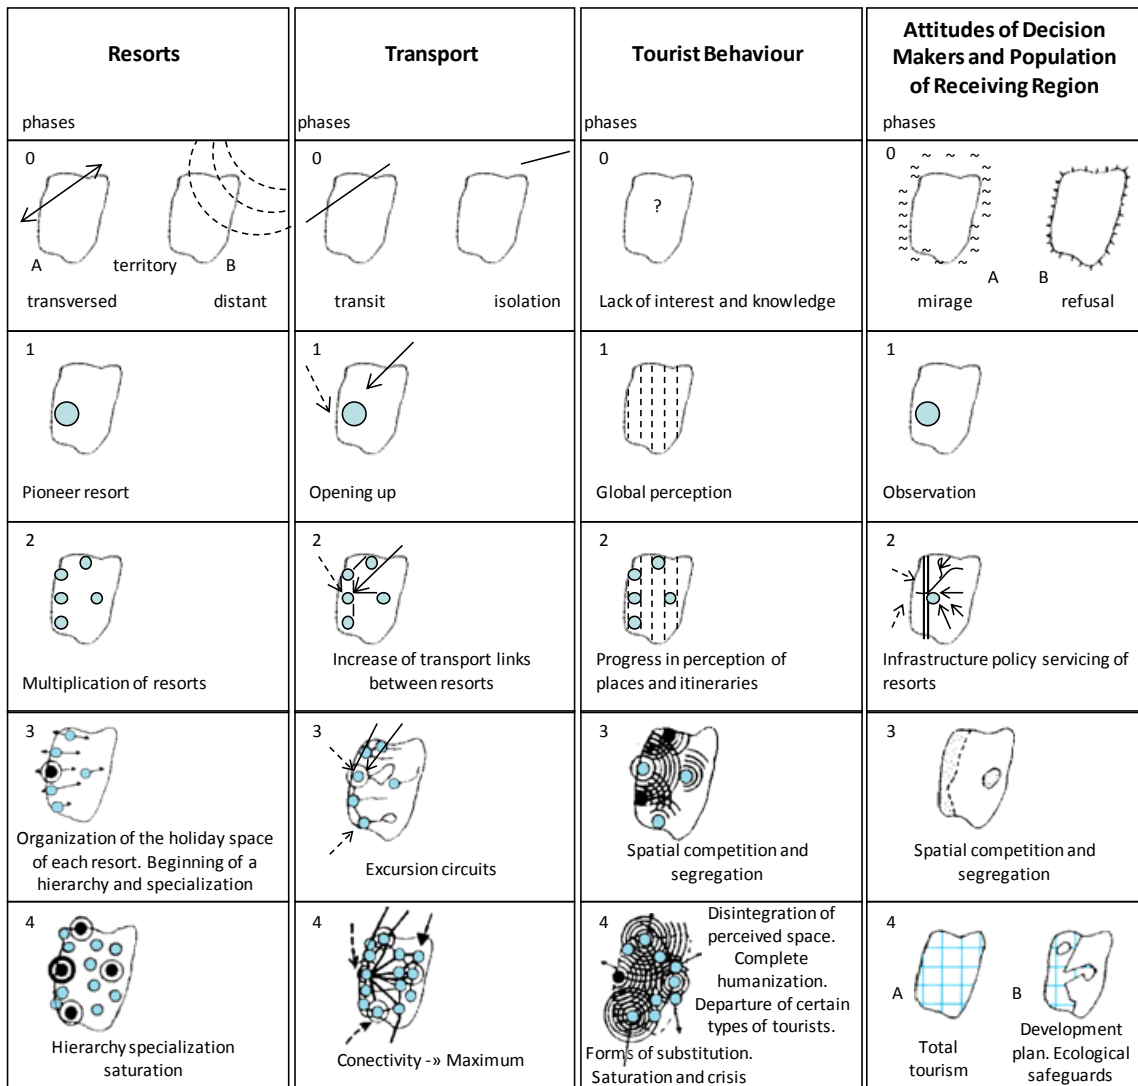 Resorts
phases
Transport
phases
Tourist Behaviour
phases
Attitudes of Decision
Makers and Population
of Receiving Region
phases
0
A
territory
B
transversed
distant
0
transit
isolation
0
?
Lack of interest and knowledge
0
A
B
mirage
refusal
1
Pioneer resort
1
Opening up
1
Global perception
1
Observation
2
Multiplication of resorts
2
Increase of transport links
between resorts
2
Progress in perception of
places and itineraries
2
Infrastructure policy servicing of
resorts
3
Organization of the holiday space
of each resort. Beginning of a
hierarchy and specialization
3
Excursion circuits
3
Spatial competition and
segregation
3
Spatial competition and
segregation
4
Hierarchy specialization
saturation
4
Conectivity -» Maximum
4
Disintegration of
perceived space.
Complete
humanization.
Departure of certain
types of tourists.
Forms of substitution.
Saturation and crisis
4
A
B
Total
tourism
Development
plan. Ecological
safeguards